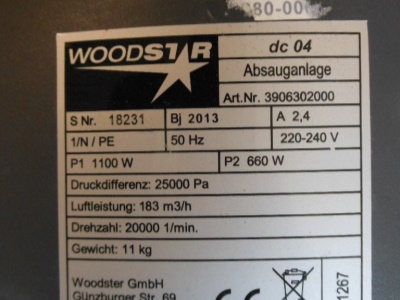 80-00
WOODSTAR
dc 04
Absauganlage
Art.Nr. 3906302000
S Nr. 18231 Bj 2013 A 2,4
1/N / PE 50 Hz 220-240 V
P1 1100 W P2 660 W
Druckdifferenz: 25000 Pa
Luftleistung: 183 m3/h
Drehzahl: 20000 1/min.
Gewicht: 11 kg
Woodster GmbH
Günzburger Str. 69
CE
1267